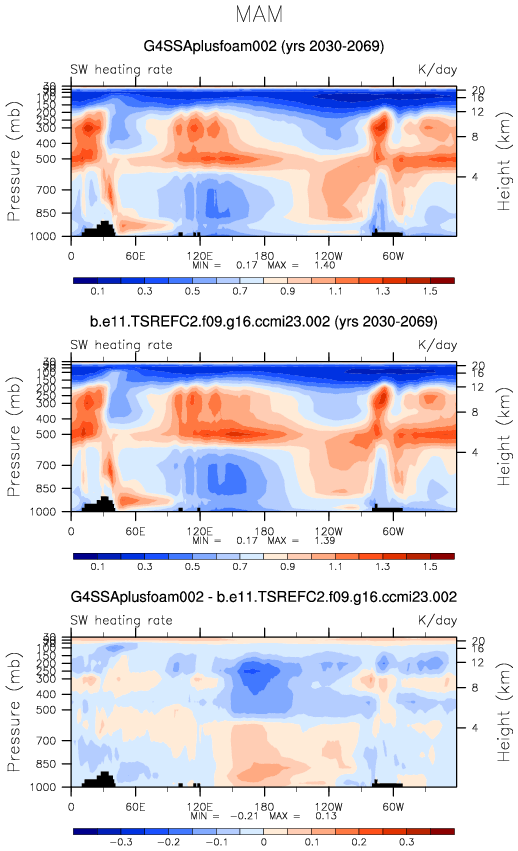 MAM
G4SSAplusfoam002 (yrs 2030-2069)
SW heating rate K/day
Pressure (mb)
Height (km)
30
100
150
200
250
300
400
500
700
850
1000
20
16
12
8
4
0 60E 120E 180 120W 60W
MIN = 0.17 MAX = 1.40
0.1 0.3 0.5 0.7 0.9 1.1 1.3 1.5
b.e11.TSREFC2.f09.g16.ccmi23.002 (yrs 2030-2069)
SW heating rate K/day
Pressure (mb)
Height (km)
30
100
150
200
250
300
400
500
700
850
1000
20
16
12
8
4
0 60E 120E 180 120W 60W
MIN = 0.17 MAX = 1.39
0.1 0.3 0.5 0.7 0.9 1.1 1.3 1.5
G4SSAplusfoam002 - b.e11.TSREFC2.f09.g16.ccmi23.002
SW heating rate K/day
Pressure (mb)
Height (km)
30
100
150
200
250
300
400
500
700
850
1000
20
16
12
8
4
0 60E 120E 180 120W 60W
MIN = −0.21 MAX = 0.13
−0.3 −0.2 −0.1 0 0.1 0.2 0.3